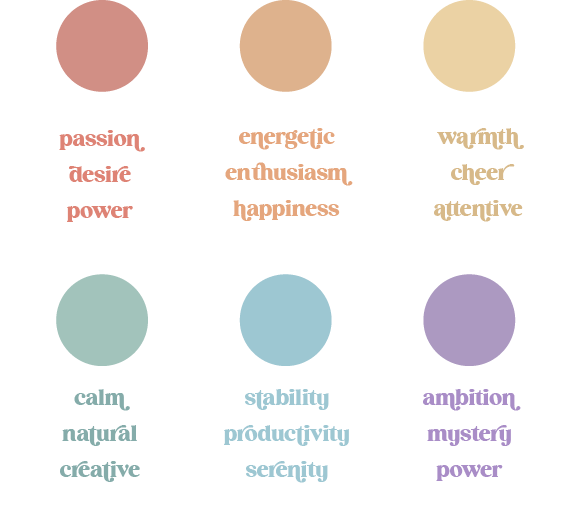 passion
desire
power
energetic
enthusiasm
happiness
warmth
cheer
attentive
calm
natural
creative
stability
productivity
serenity
ambition
mystery
power